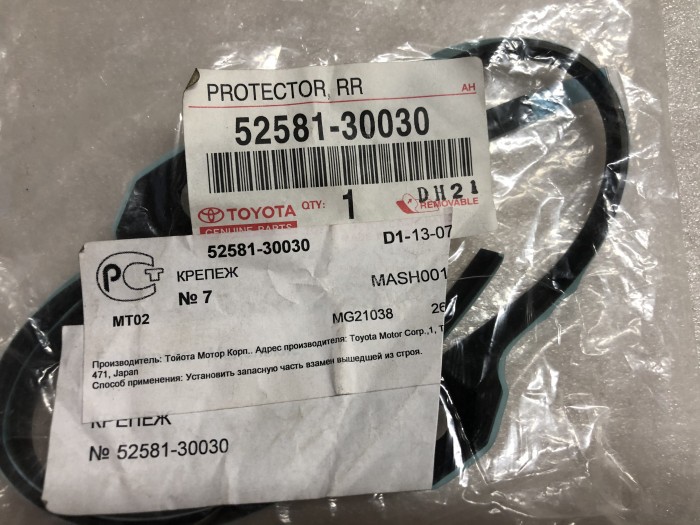 PROTECTOR, RR
AH
52581-30030
TOYOTA QTY: 1 DH21
GENUINE PARTS REMOVABLE
52581-30030 D1-13-07
РСТ КРЕПЕЖ MASH001
№ 7
MT02 MG21038 26
Производитель: Тойота Мотор Корп.. Адрес производителя: Toyota Motor Corp.,1, T
471, Japan
Способ применения: Установить запасную часть взамен вышедшей из строя.
КРЕПЕЖ
№ 52581-30030